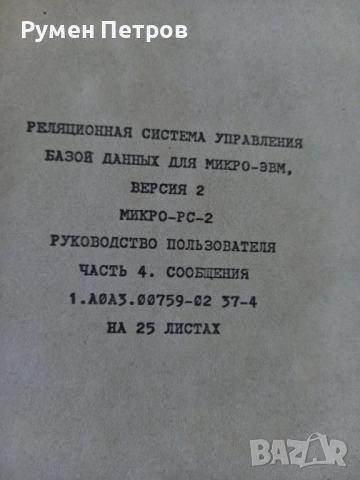 Румен Петров
РЕЛЯЦИОННАЯ СИСТЕМА УПРАВЛЕНИЯ
БАЗОЙ ДАННЫХ ДЛЯ МИКРО-ЭВМ,
ВЕРСИЯ 2
МИКРО-РС-2
РУКОВОДСТВО ПОЛЬЗОВАТЕЛЯ
ЧАСТЬ 4. СООБЩЕНИЯ
1.А0А3.00759-02 37-4
НА 25 ЛИСТАХ
BAZAR